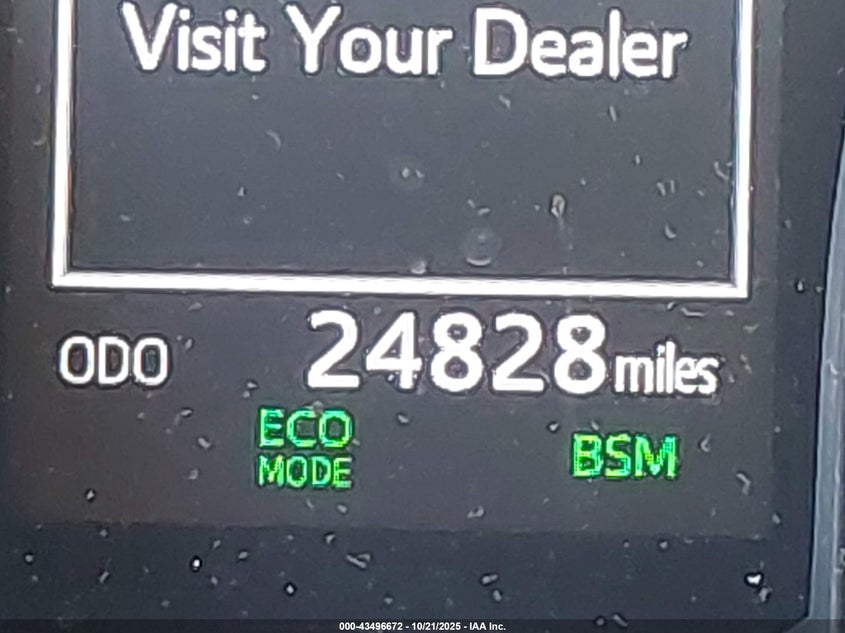 Visit Your Dealer
ODO 24828 miles
ECO BSM
MODE
000-43496672 - 10/21/2025 - IAA Inc.